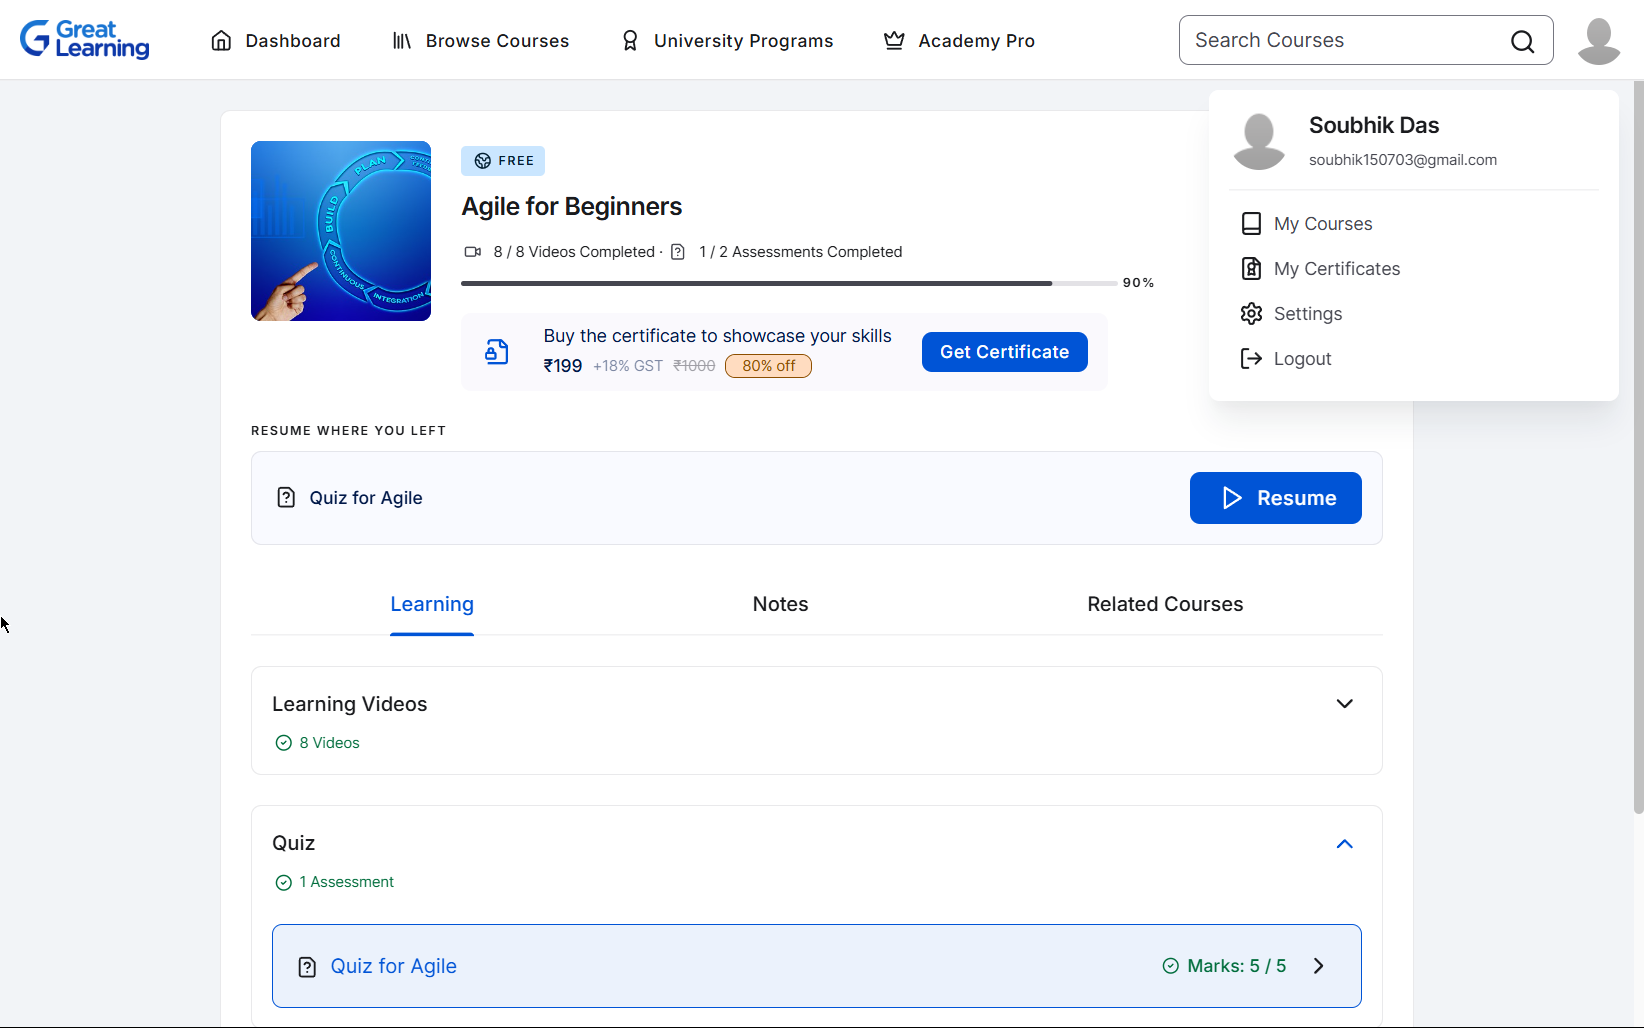 Great
Learning
Dashboard
Browse Courses
University Programs
Academy Pro
Search Courses
Soubhik Das
soubhik150703@gmail.com
My Courses
My Certificates
Settings
Logout
PLAN
BUILD
CONTINUOUS
INTEGRATION
FREE
Agile for Beginners
8 / 8 Videos Completed · 1 / 2 Assessments Completed
90%
Buy the certificate to showcase your skills
₹199 +18% GST ₹1000 80% off
Get Certificate
RESUME WHERE YOU LEFT
Quiz for Agile
Resume
Learning
Notes
Related Courses
Learning Videos
8 Videos
Quiz
1 Assessment
Quiz for Agile
Marks: 5 / 5